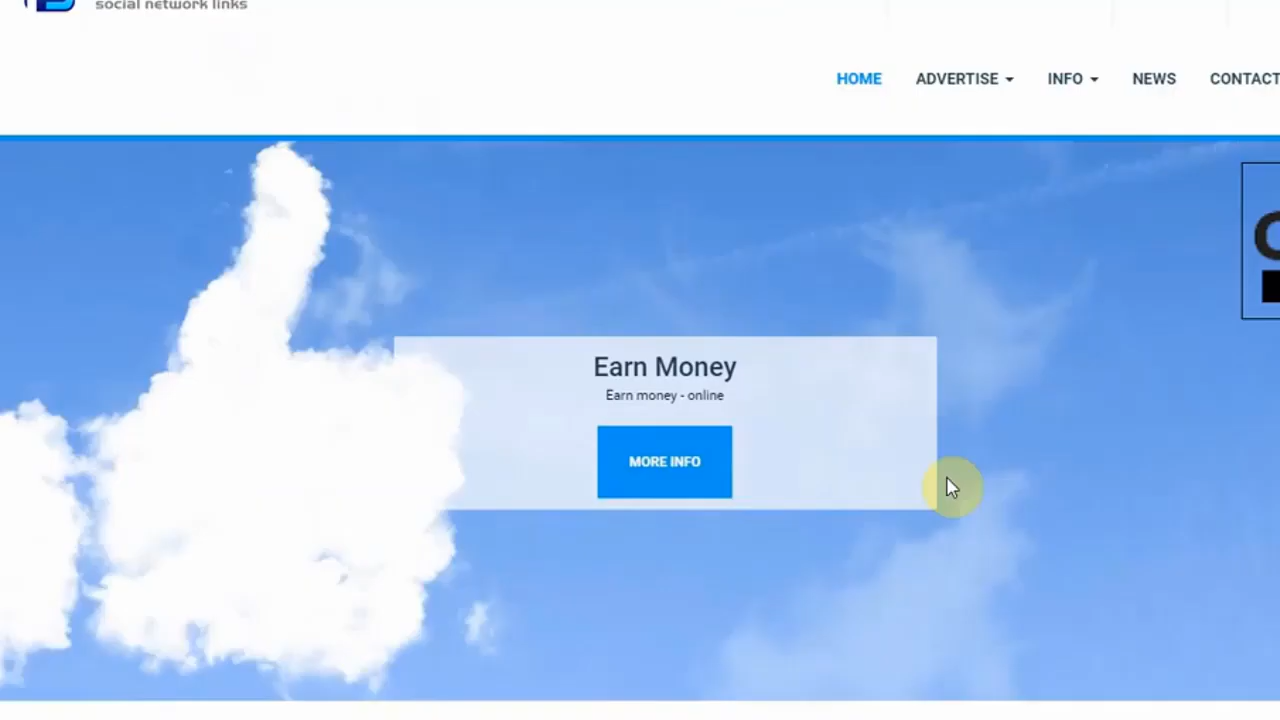 social network links
HOME ADVERTISE INFO NEWS CONTACT
Earn Money
Earn money - online
MORE INFO